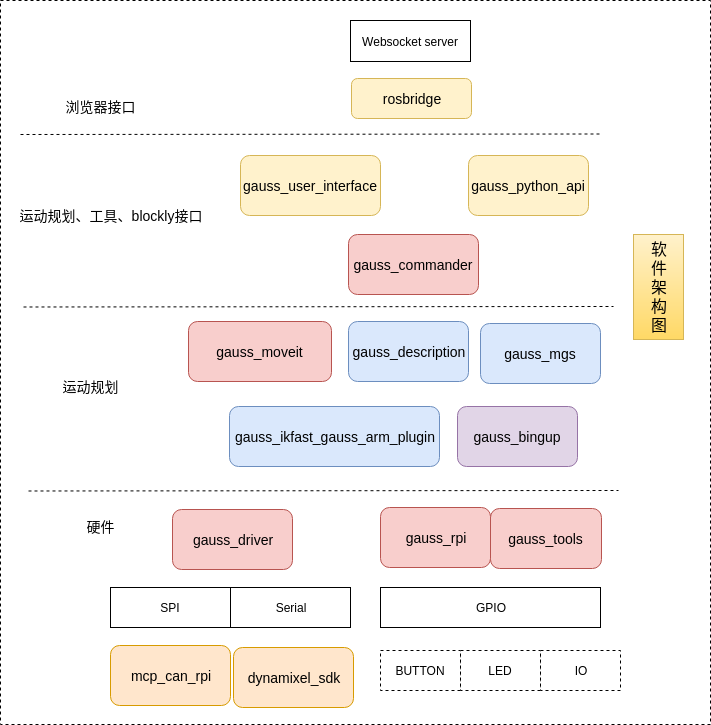 Websocket server
rosbridge
浏览器接口
gauss_user_interface
gauss_python_api
运动规划、工具、blockly接口
gauss_commander
软
件
架
构
图
gauss_moveit
gauss_description
gauss_mgs
运动规划
gauss_ikfast_gauss_arm_plugin
gauss_bingup
硬件
gauss_driver
gauss_rpi
gauss_tools
SPI
Serial
GPIO
mcp_can_rpi
dynamixel_sdk
BUTTON
LED
IO